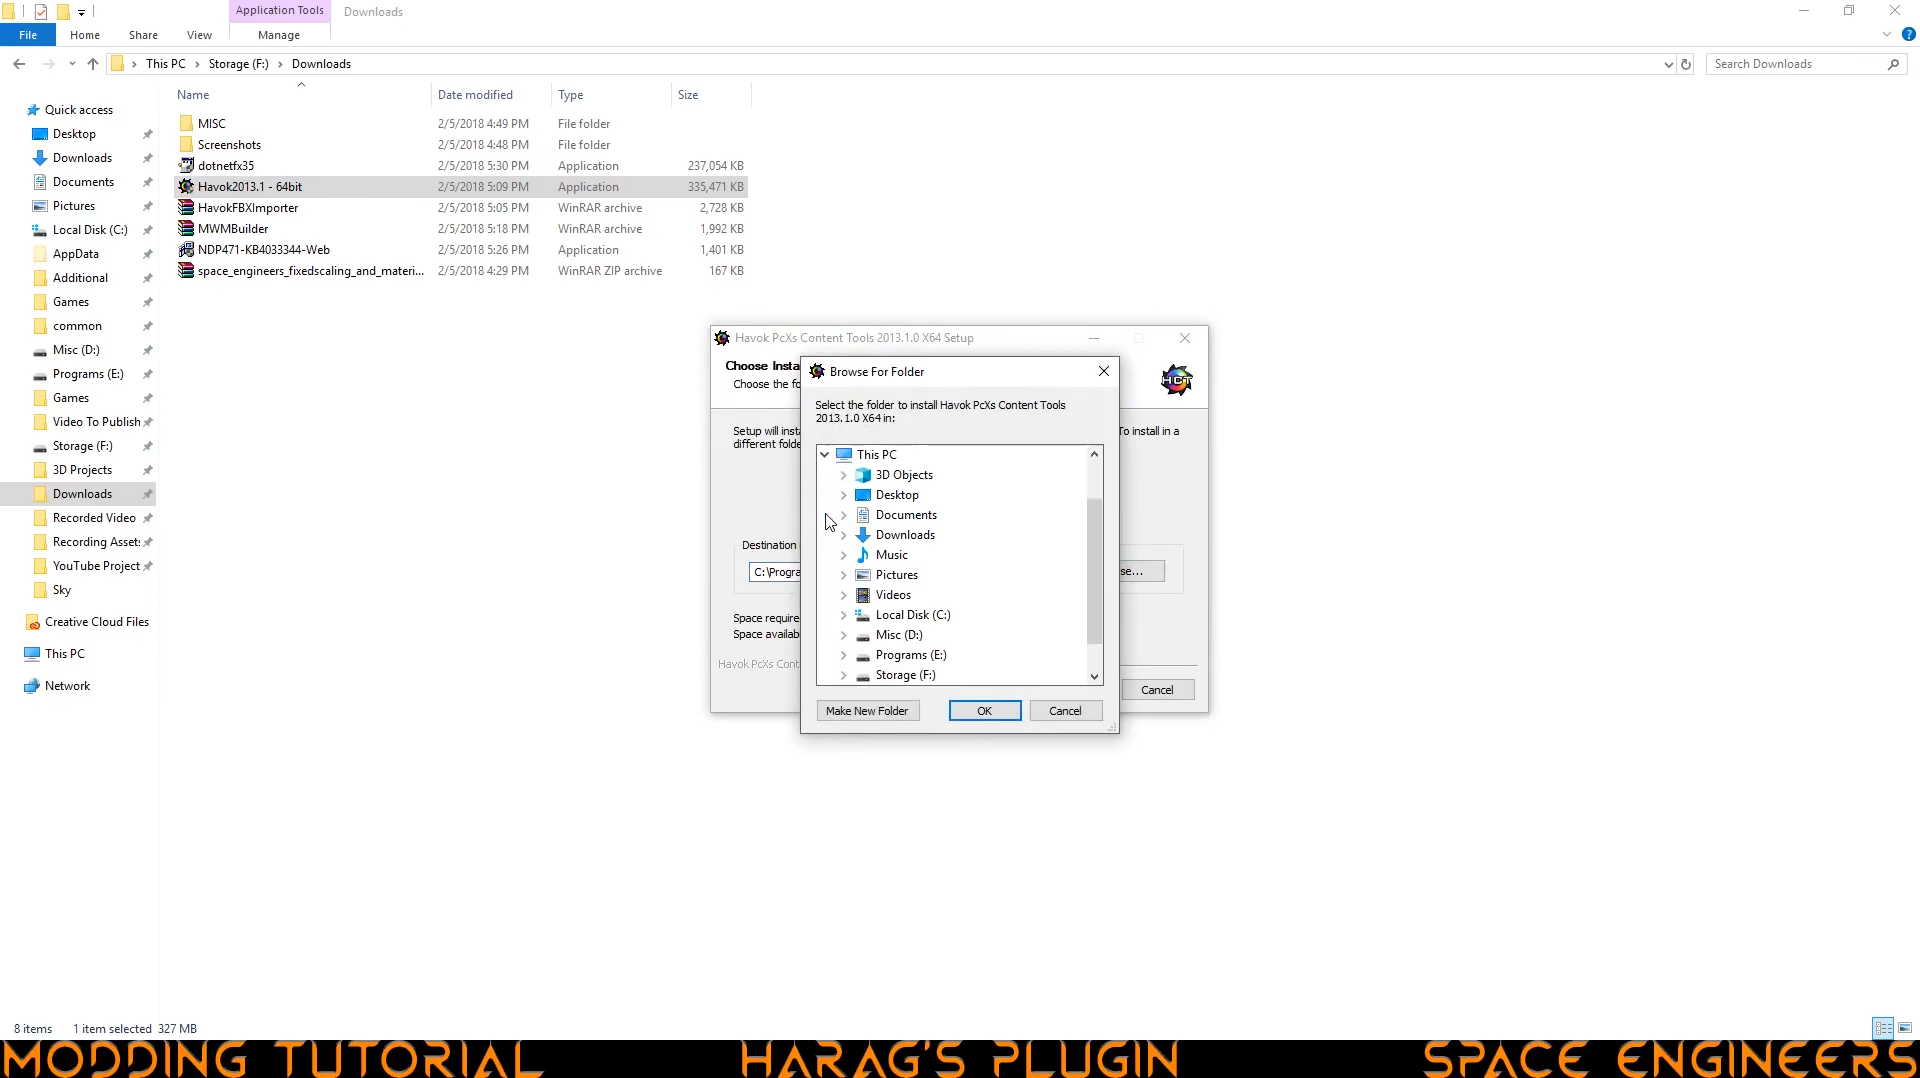 Application Tools
Downloads
File
Home
Share
View
Manage
This PC
Storage (F:)
Downloads
Search Downloads
Name
Date modified
Type
Size
MISC
2/5/2018 4:49 PM
File folder
Screenshots
2/5/2018 4:48 PM
File folder
dotnetfx35
2/5/2018 5:30 PM
Application
237,054 KB
Havok2013.1 - 64bit
2/5/2018 5:09 PM
Application
335,471 KB
HavokFBXImporter
2/5/2018 5:05 PM
WinRAR archive
2,728 KB
MWMBuilder
2/5/2018 5:18 PM
WinRAR archive
1,992 KB
NDP471-KB4033344-Web
2/5/2018 5:26 PM
Application
1,401 KB
space_engineers_fixedscaling_and_materi...
2/5/2018 4:29 PM
WinRAR ZIP archive
167 KB
Quick access
Desktop
Downloads
Documents
Pictures
Local Disk (C:)
AppData
Additional
Games
common
Misc (D:)
Programs (E:)
Games
Video To Publish
Storage (F:)
3D Projects
Downloads
Recorded Video
Recording Asset:
YouTube Project
Sky
Creative Cloud Files
This PC
Network
Havok PcXs Content Tools 2013.1.0 X64 Setup
Choose Insta
Choose the fo
HCT
Setup will insta
To install in a
different folde
Destination
C:\Progra
se...
Space require
Space availab
Havok PcXs Cont
Cancel
Browse For Folder
Select the folder to install Havok PcXs Content Tools
2013.1.0 X64 in:
This PC
3D Objects
Desktop
Documents
Downloads
Music
Pictures
Videos
Local Disk (C:)
Misc (D:)
Programs (E:)
Storage (F:)
Make New Folder
OK
Cancel
8 items
1 item selected 327 MB
MODDING TUTORIAL
HARAG'S PLUGIN
SPACE ENGINEERS